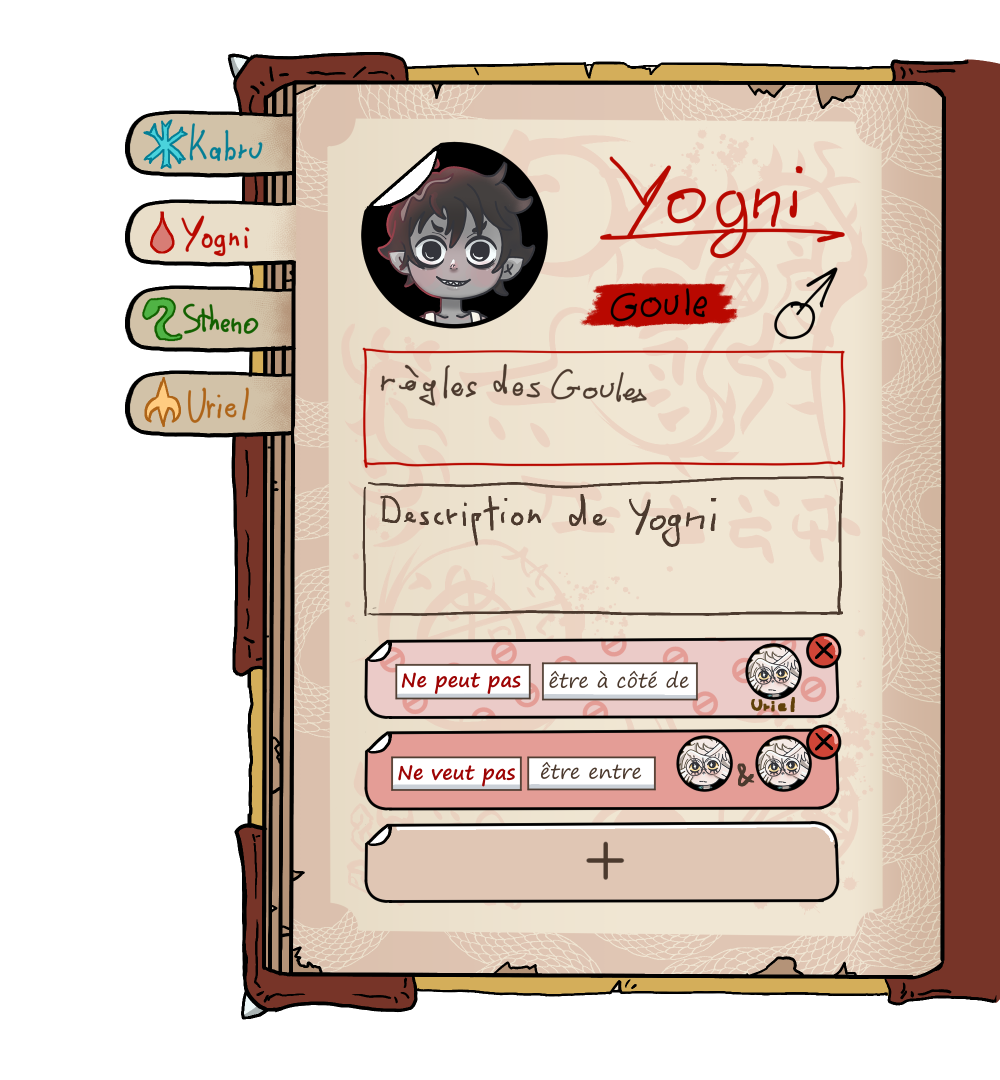 Kabru
Yogni
Stheno
Uriel
Yogni
Goule
règles des Goules
Description de Yogni
Ne peut pas être à côté de
Uriel
Ne veut pas être entre &
+